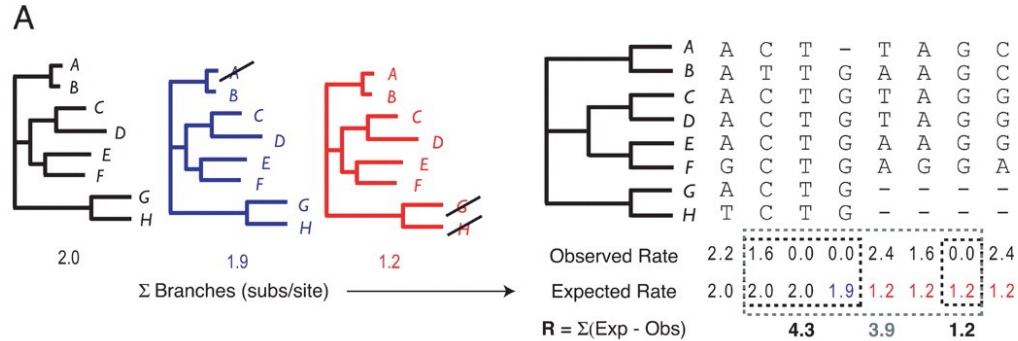 A
A
B
C
D
E
F
G
H
2.0
A
B
C
D
E
F
G
H
1.9
A
B
C
D
E
F
G
H
1.2
Σ Branches (subs/site)
A A C T - T A G C
B A T T G A A G C
C A C T G T A G G
D A C T G T A G G
E A C T G A A G G
F G C T G A G G A
G A C T G - - - -
H T C T G - - - -
Observed Rate 2.2 1.6 0.0 0.0 2.4 1.6 0.0 2.4
Expected Rate 2.0 2.0 2.0 1.9 1.2 1.2 1.2 1.2
R = Σ(Exp - Obs) 4.3 3.9 1.2